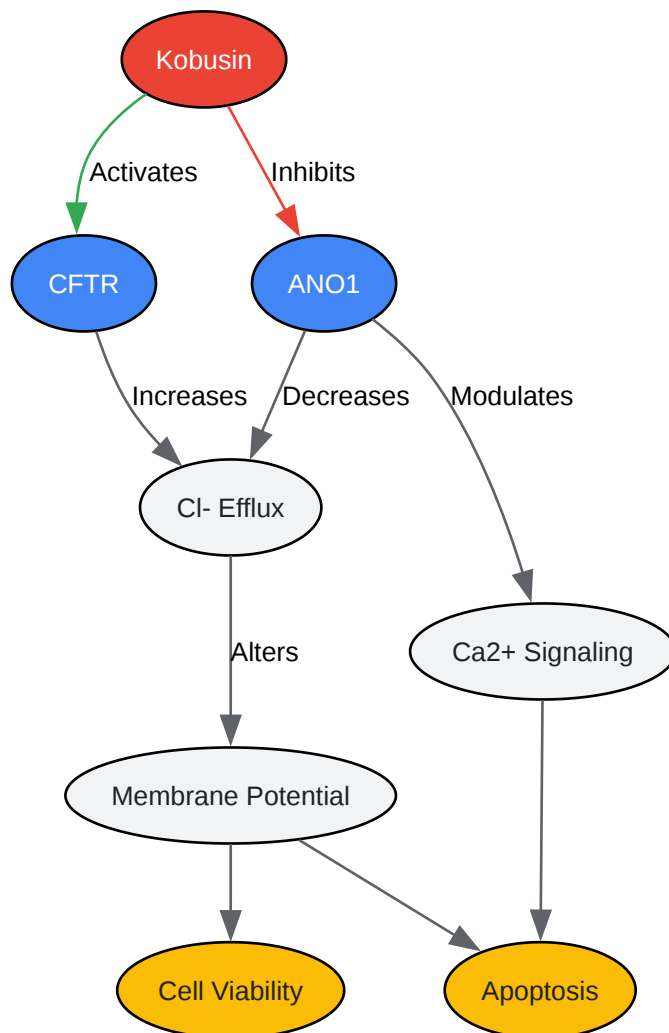 Kobusin
Activates
Inhibits
CFTR
ANO1
Increases
Decreases
Modulates
Cl- Efflux
Alters
Ca2+ Signaling
Membrane Potential
Cell Viability
Apoptosis